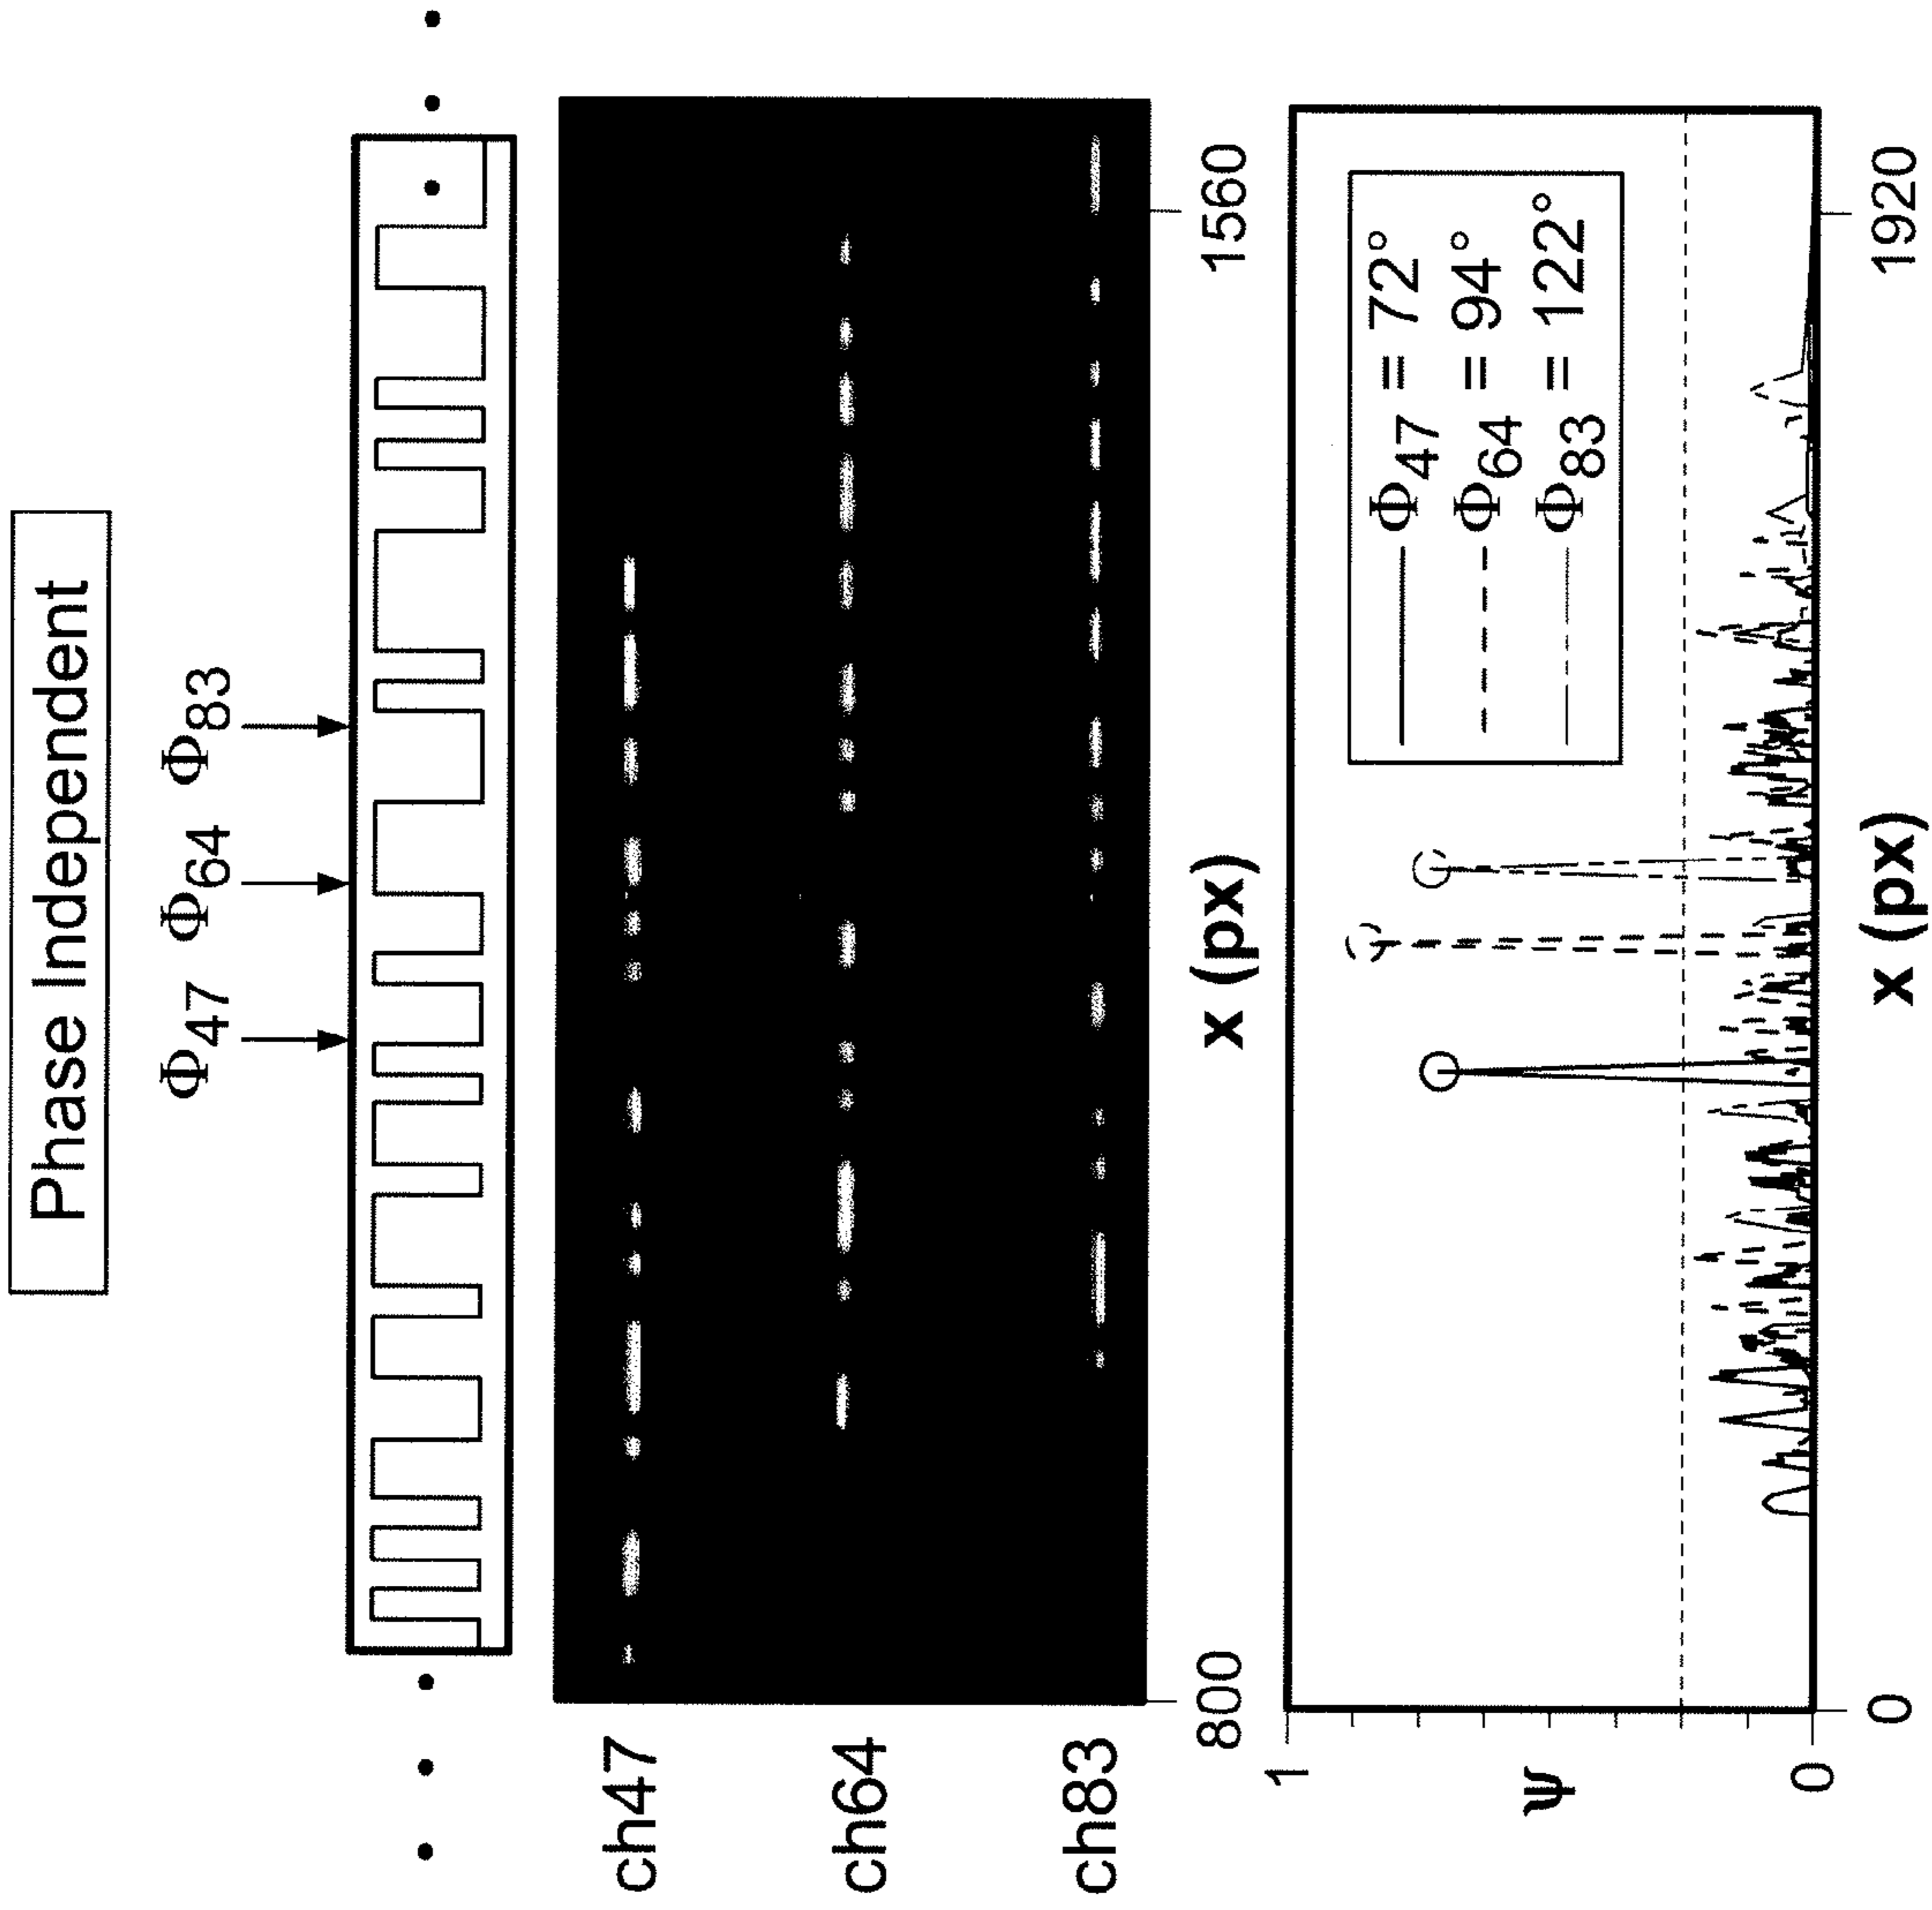 Phase Independent
Φ47 Φ64 Φ83
ch47
ch64
ch83
800 1560
x (px)
1
ψ
0
Φ47 = 72°
Φ64 = 94°
Φ83 = 122°
0 1920
x (px)